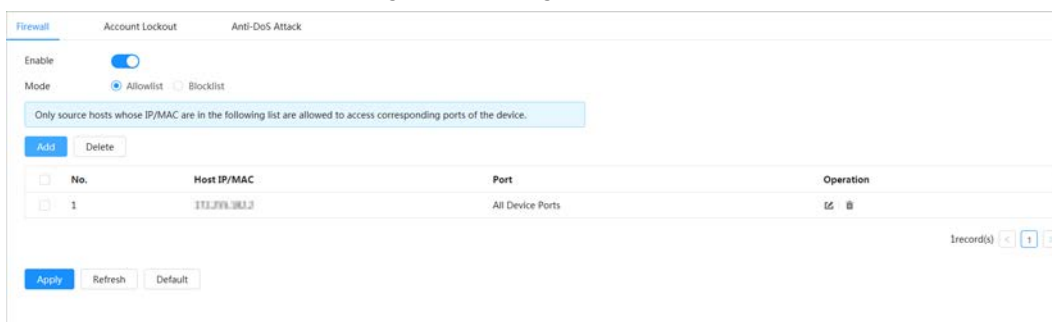 Firewall Account Lockout Anti-DoS Attack
Enable
Mode Allowlist Blocklist
Only source hosts whose IP/MAC are in the following list are allowed to access corresponding ports of the device.
Add Delete
No. Host IP/MAC Port Operation
1 All Device Ports
1record(s) < 1 >
Apply Refresh Default